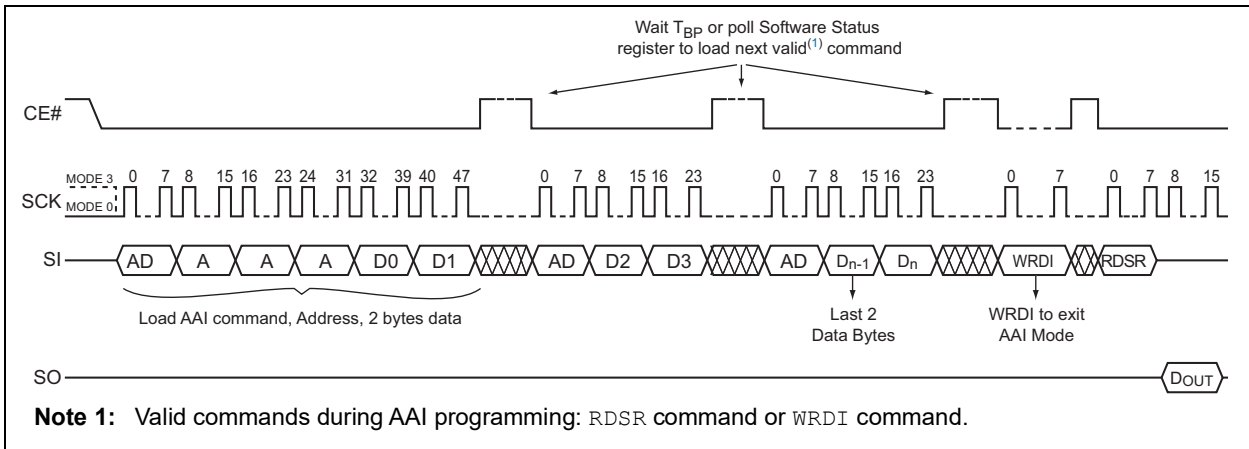 Wait TBP or poll Software Status
register to load next valid(1) command
CE#
MODE 3 0 7 8 15 16 23 24 31 32 39 40 47 0 7 8 15 16 23 0 7 8 15 16 23 0 7 0 7 8 15
SCK MODE 0
SI AD A A A D0 D1 AD D2 D3 AD Dn-1 Dn WRDI RDSR
Load AAI command, Address, 2 bytes data
Last 2
Data Bytes
WRDI to exit
AAI Mode
SO DOUT
Note 1: Valid commands during AAI programming: RDSR command or WRDI command.